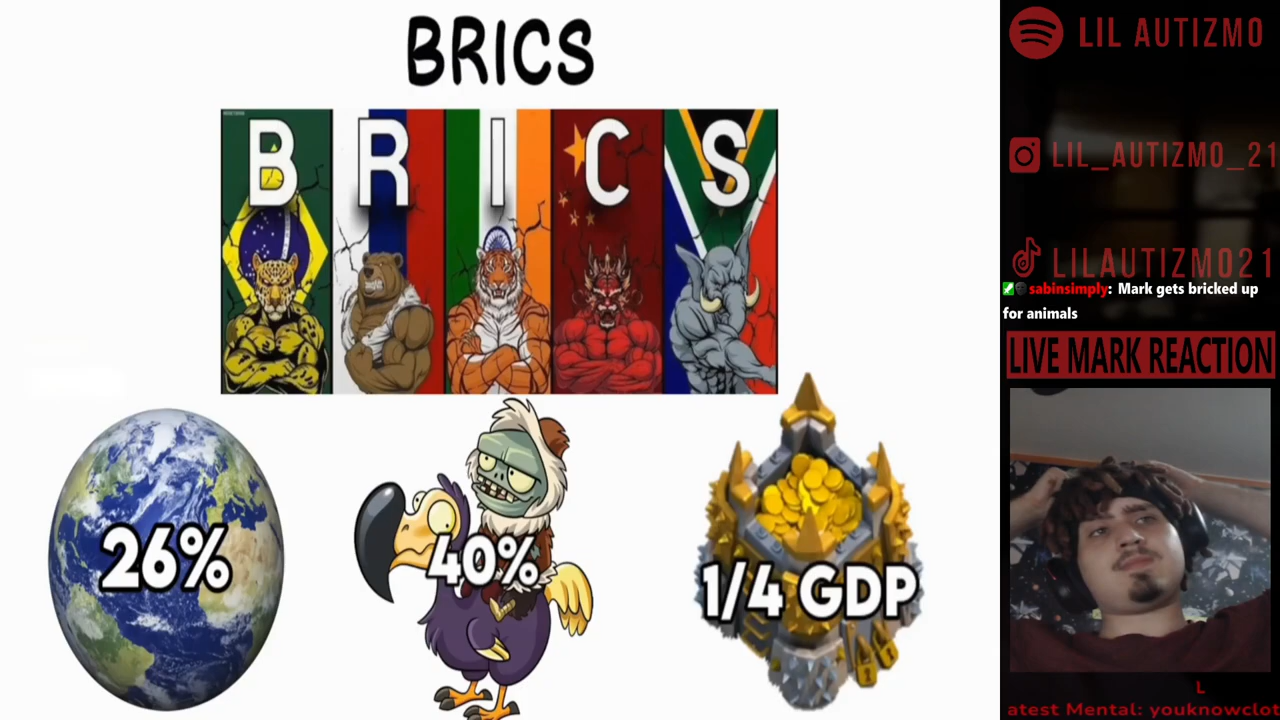 BRICS
B R I C S
26%
40%
1/4 GDP
LIL AUTIZMO
LIL_AUTIZMO_21
LILAUTIZMO21
sabinsimply: Mark gets bricked up
for animals
LIVE MARK REACTION
L
atest Mental: youknowclot